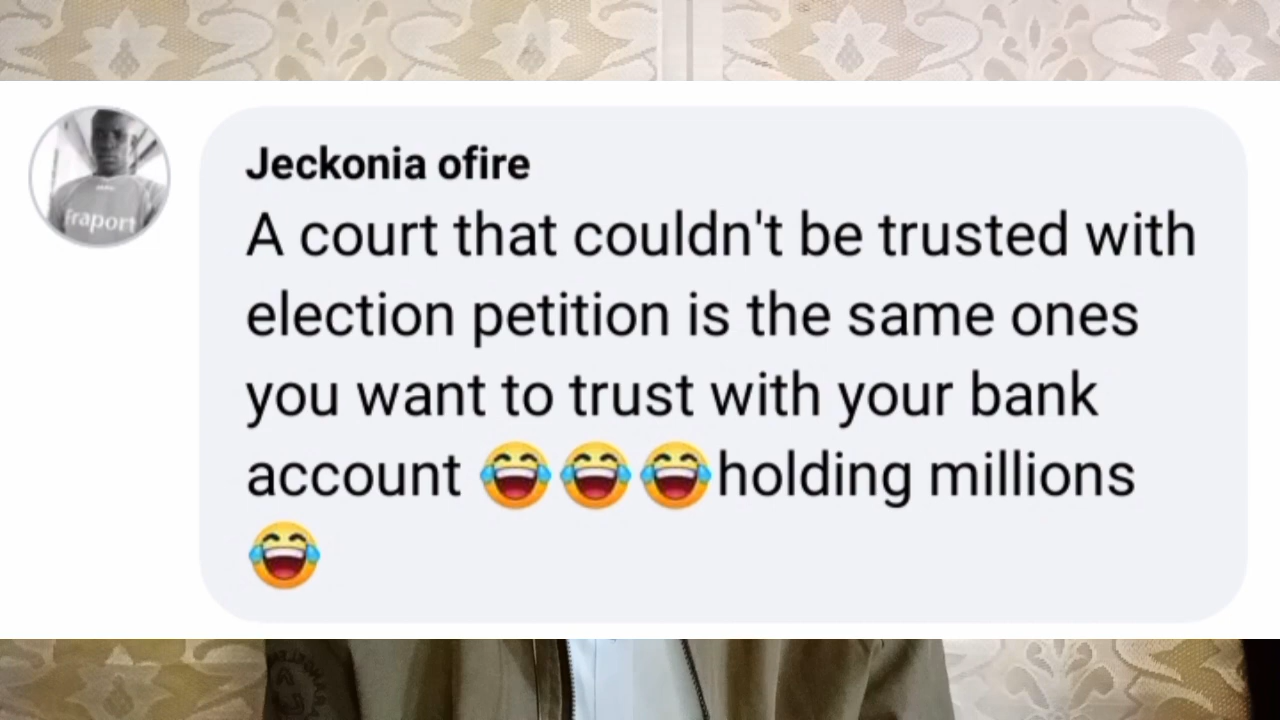 Jeckonia ofire
fraport
A court that couldn't be trusted with
election petition is the same ones
you want to trust with your bank
account 😂😂😂holding millions
😂